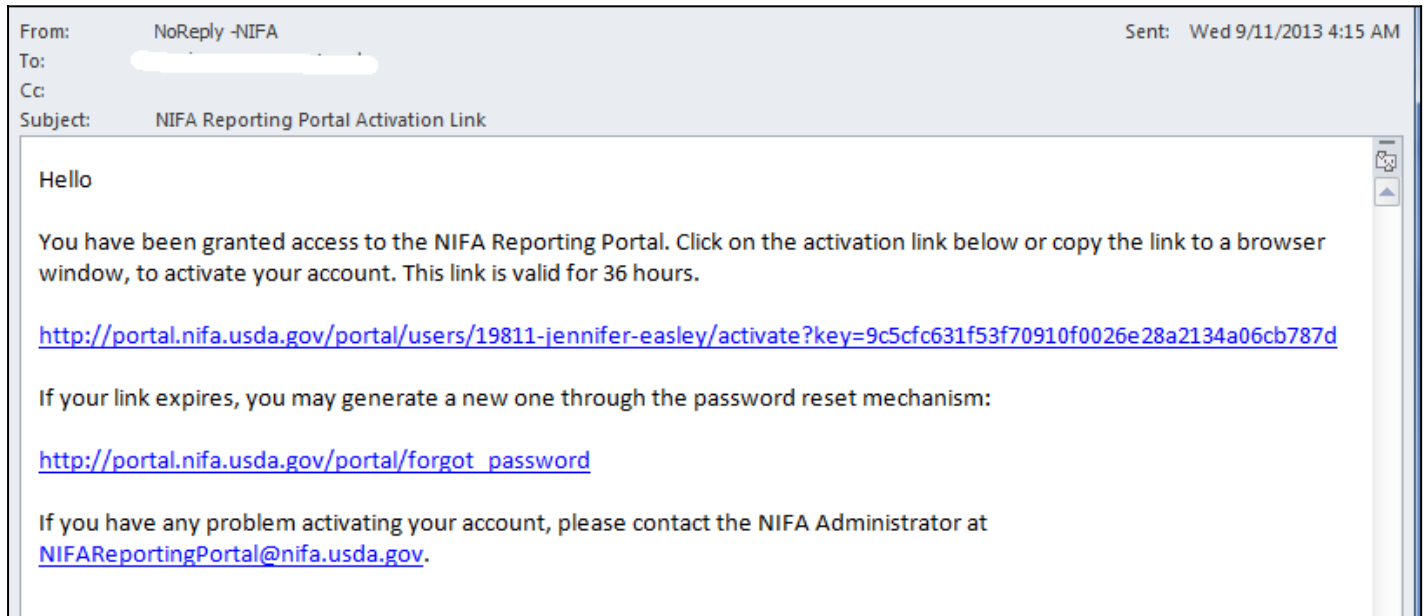 From: NoReply -NIFA Sent: Wed 9/11/2013 4:15 AM
To:
Cc:
Subject: NIFA Reporting Portal Activation Link
Hello
You have been granted access to the NIFA Reporting Portal. Click on the activation link below or copy the link to a browser
window, to activate your account. This link is valid for 36 hours.
http://portal.nifa.usda.gov/portal/users/19811-jennifer-easley/activate?key=9c5cfc631f53f70910f0026e28a2134a06cb787d
If your link expires, you may generate a new one through the password reset mechanism:
http://portal.nifa.usda.gov/portal/forgot_password
If you have any problem activating your account, please contact the NIFA Administrator at
NIFAReportingPortal@nifa.usda.gov.